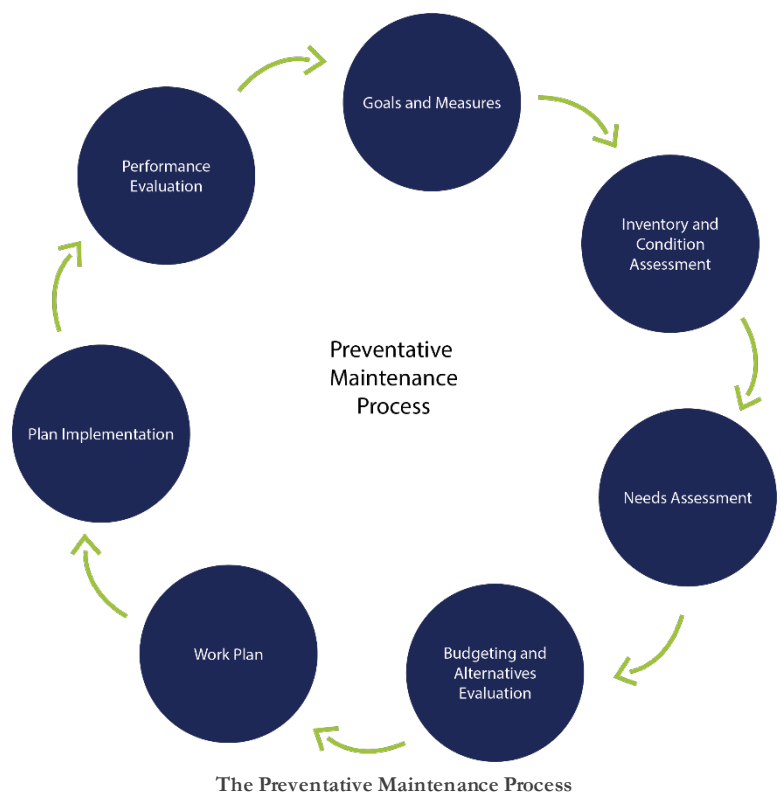 Goals and Measures
Inventory and
Condition
Assessment
Needs Assessment
Budgeting and
Alternatives
Evaluation
Work Plan
Plan Implementation
Performance
Evaluation
Preventative
Maintenance
Process
The Preventative Maintenance Process